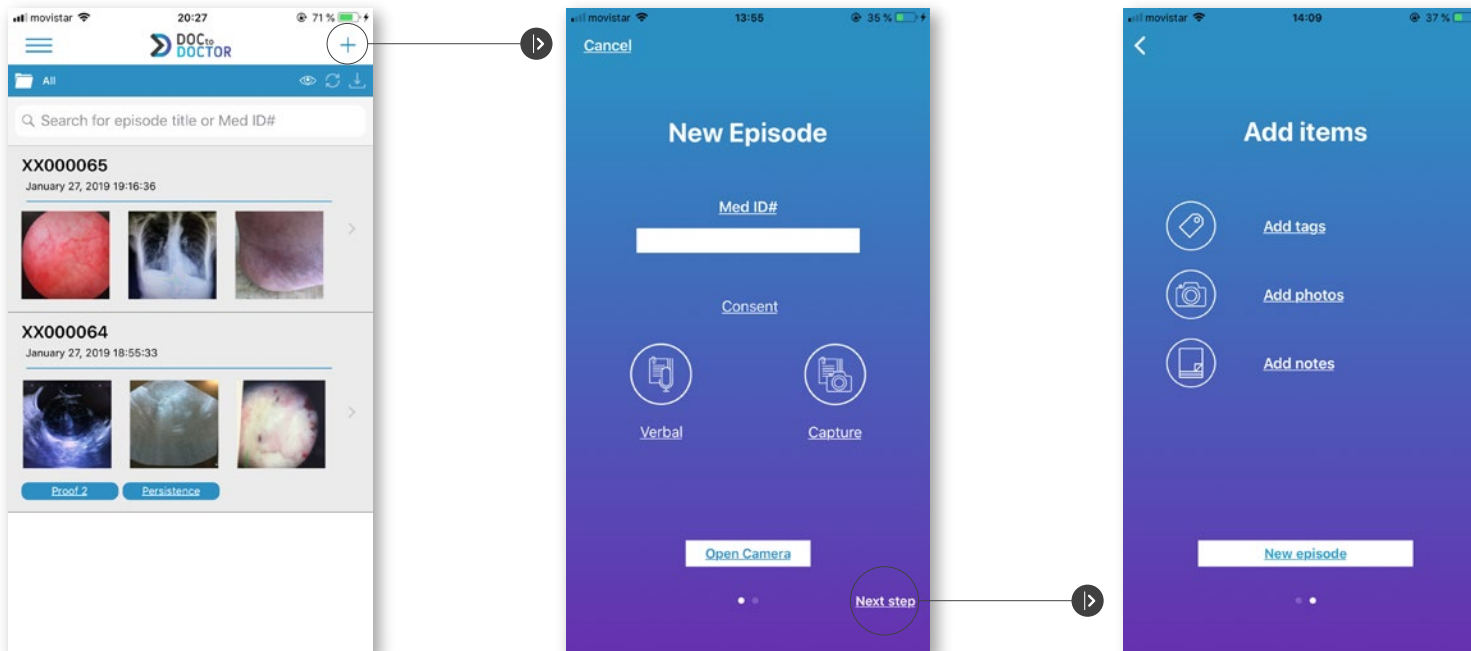 movistar 20:27 71 %
DOCto
DOCTOR
+
All
Search for episode title or Med ID#
XX000065
January 27, 2019 19:16:36
XX000064
January 27, 2019 18:55:33
Proof 2 Persistence
movistar 13:55 35 %
Cancel
New Episode
Med ID#
Consent
Verbal Capture
Open Camera
Next step
movistar 14:09 37 %
Add items
Add tags
Add photos
Add notes
New episode